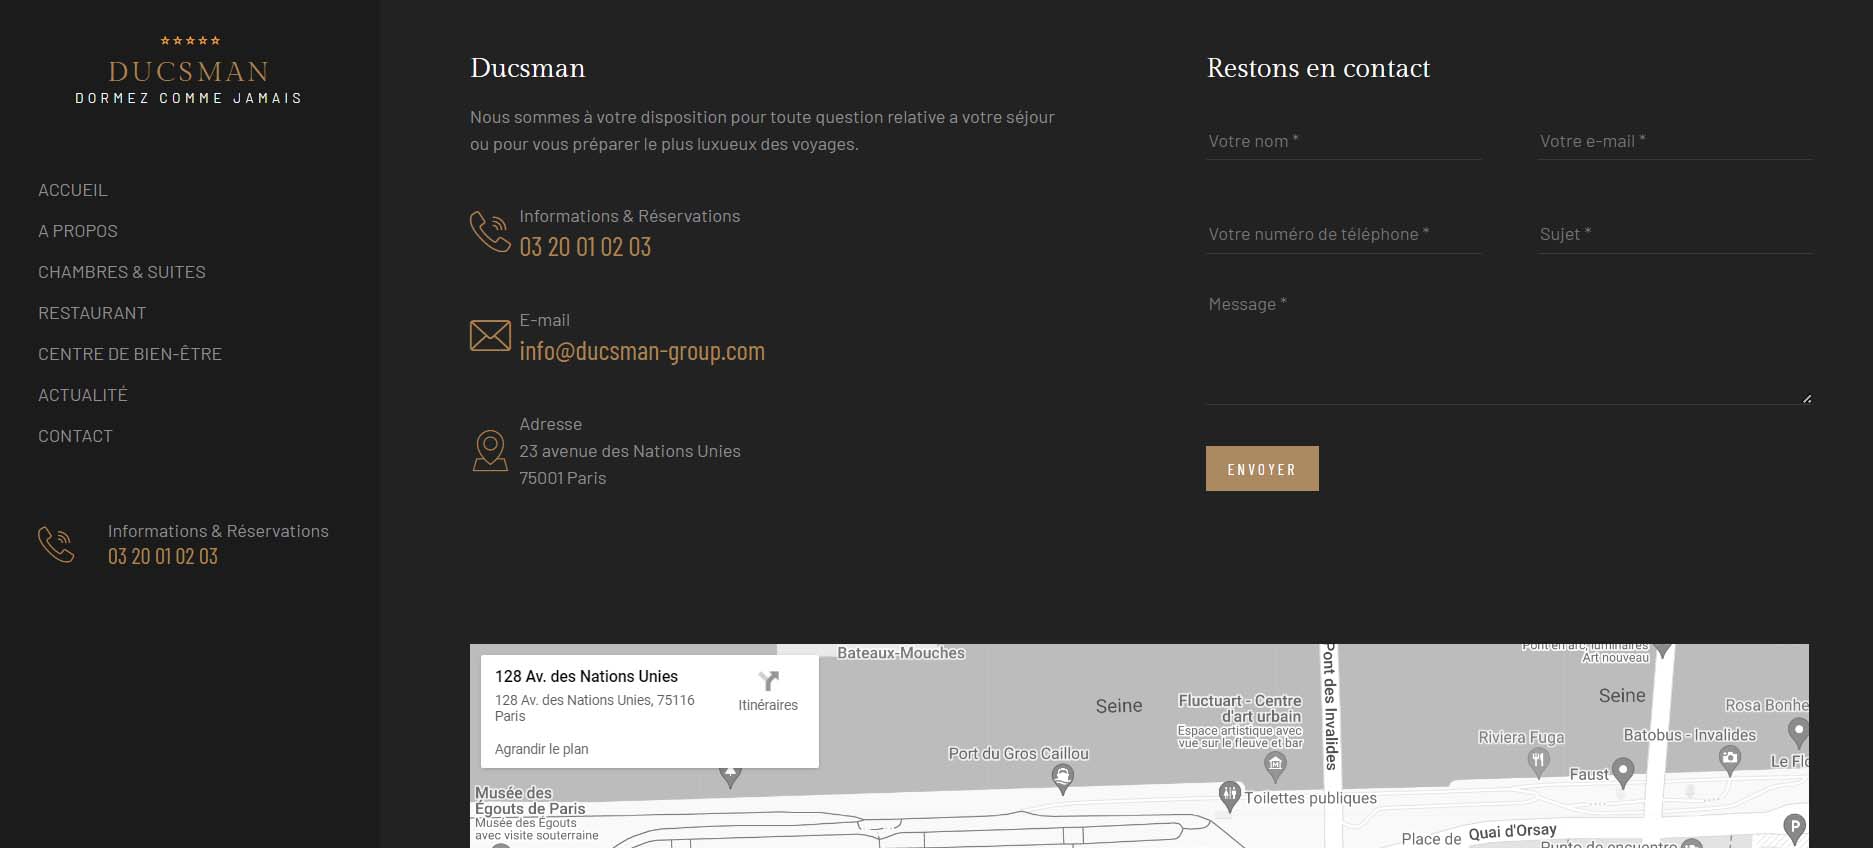 DUCSMAN
DORMEZ COMME JAMAIS
ACCUEIL
A PROPOS
CHAMBRES & SUITES
RESTAURANT
CENTRE DE BIEN-ÊTRE
ACTUALITÉ
CONTACT
Informations & Réservations
03 20 01 02 03
Ducsman
Nous sommes à votre disposition pour toute question relative a votre séjour
ou pour vous préparer le plus luxueux des voyages.
Informations & Réservations
03 20 01 02 03
E-mail
info@ducsman-group.com
Adresse
23 avenue des Nations Unies
75001 Paris
Restons en contact
Votre nom *
Votre e-mail *
Votre numéro de téléphone *
Sujet *
Message *
ENVOYER
128 Av. des Nations Unies
128 Av. des Nations Unies, 75116
Paris
Itinéraires
Agrandir le plan
Bateaux-Mouches
Seine
Port du Gros Caillou
Fluctuart - Centre
d'art urbain
Espace artistique avec
vue sur le fleuve et bar
Pont des Invalides
Toilettes publiques
Musée des
Égouts de Paris
Musée des Égouts
avec visite souterraine
Pont en arc, luminaires
Art nouveau
Seine
Rosa Bonhe
Riviera Fuga
Batobus - Invalides
Faust
Le Flo
Place de
Quai d'Orsay
P
Punto de encuentro